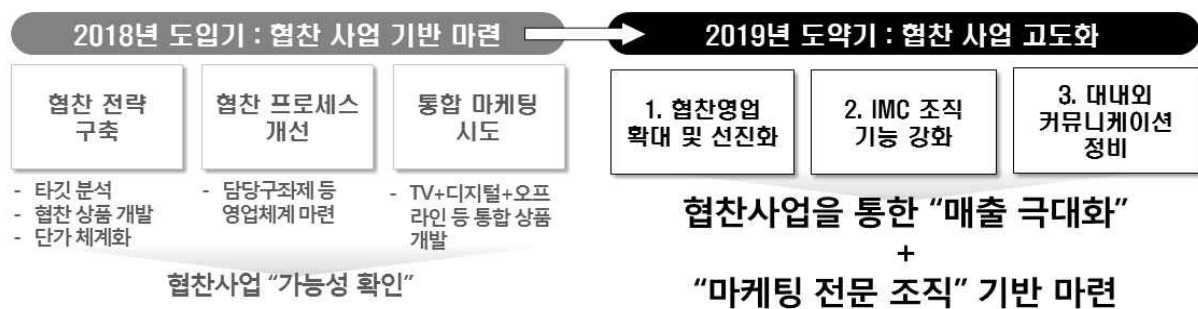 2018년 도입기 : 협찬 사업 기반 마련
협찬 전략
구축
- 타깃 분석
- 협찬 상품 개발
- 단가 체계화
협찬 프로세스
개선
- 담당구좌제 등
영업체계 마련
통합 마케팅
시도
- TV+디지털+오프
라인 등 통합 상품
개발
협찬사업 “가능성 확인”
2019년 도약기 : 협찬 사업 고도화
1. 협찬영업
확대 및 선진화
2. IMC 조직
기능 강화
3. 대내외
커뮤니케이션
정비
협찬사업을 통한 “매출 극대화”
+
“마케팅 전문 조직” 기반 마련